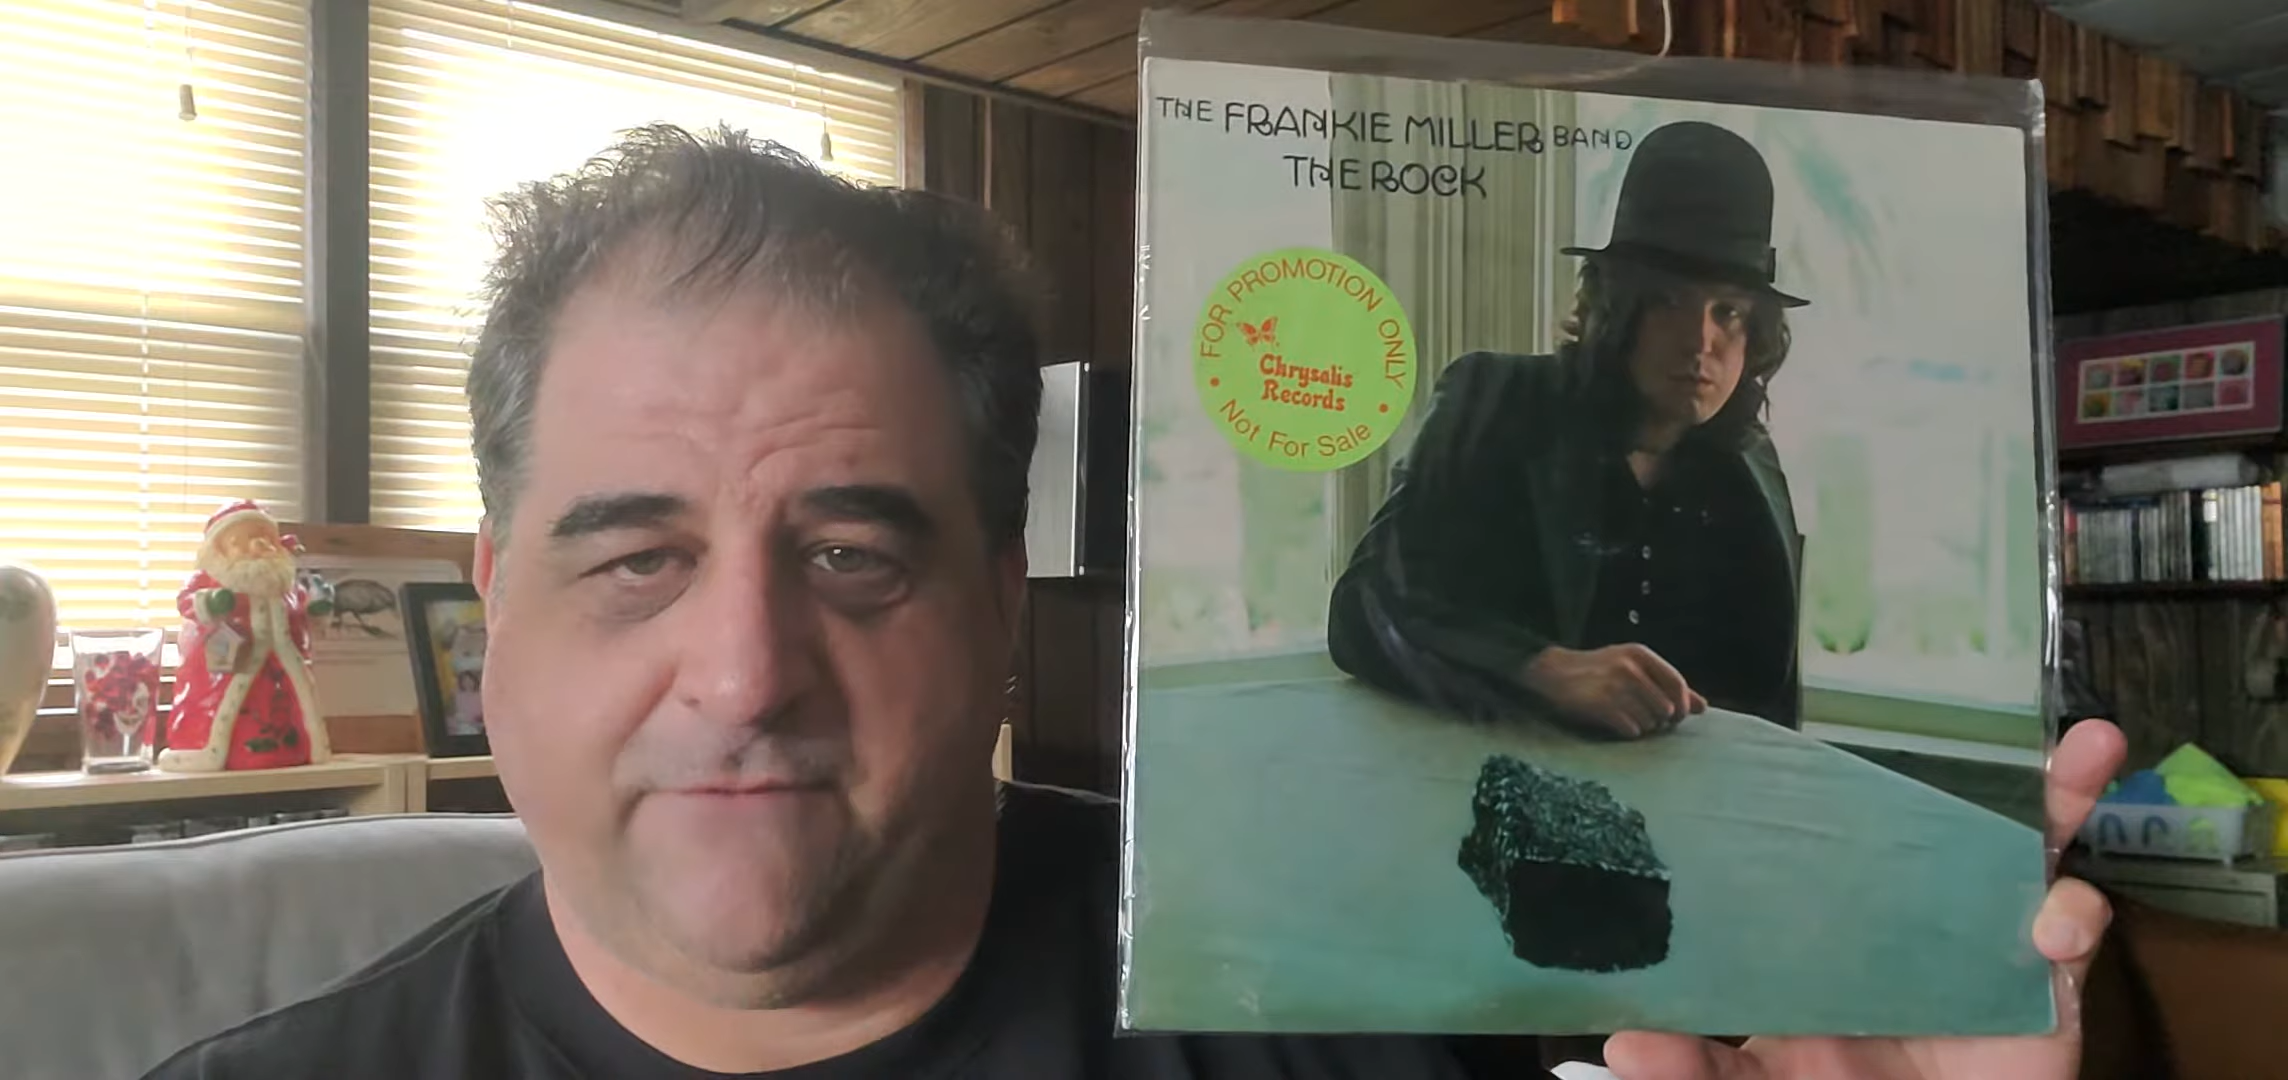 THE FRANKIE MILLER BAND
THE ROCK
FOR PROMOTION ONLY
Chrysalis
Records
Not For Sale